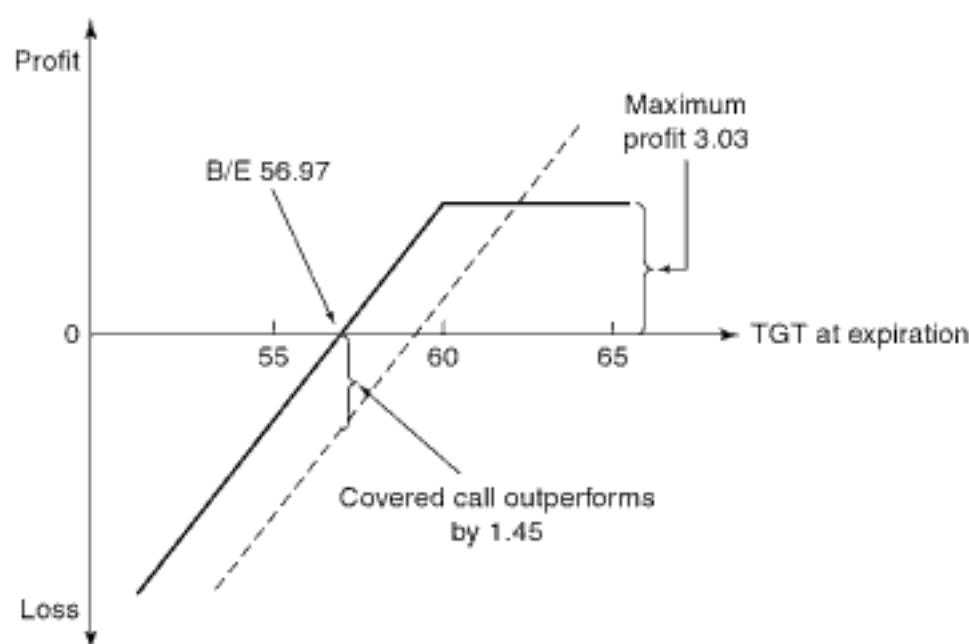 Profit
Maximum
profit 3.03
B/E 56.97
0
55
60
65
TGT at expiration
Covered call outperforms
by 1.45
Loss